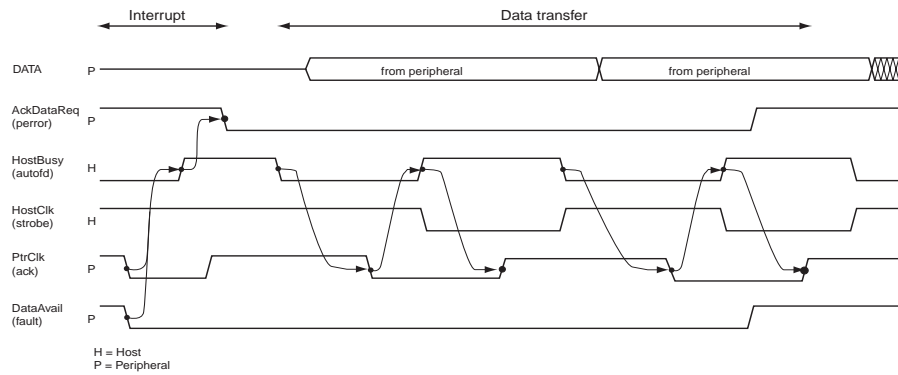 Interrupt
Data transfer
DATA P
from peripheral
from peripheral
AckDataReq
(perror)
P
HostBusy
(autofd)
H
HostClk
(strobe)
H
PtrClk
(ack)
P
DataAvail
(fault)
P
H = Host
P = Peripheral